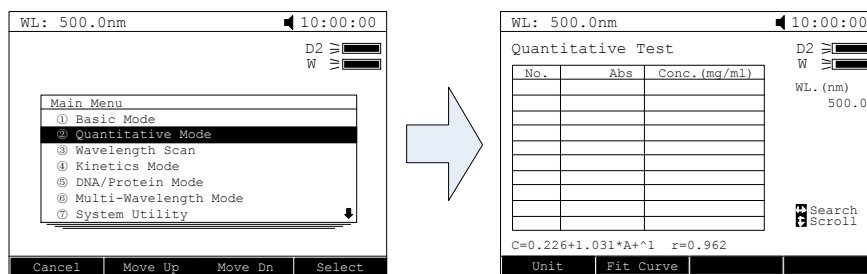 WL: 500.0nm 10:00:00
D2
W
Main Menu
① Basic Mode
② Quantitative Mode
③ Wavelength Scan
④ Kinetics Mode
⑤ DNA/Protein Mode
⑥ Multi-Wavelength Mode
⑦ System Utility
Cancel Move Up Move Dn Select
WL: 500.0nm 10:00:00
Quantitative Test D2
W
No. Abs Conc.(mg/ml)
WL.(nm)
500.0
Search
Scroll
C=0.226+1.031*A+^1 r=0.962
Unit Fit Curve